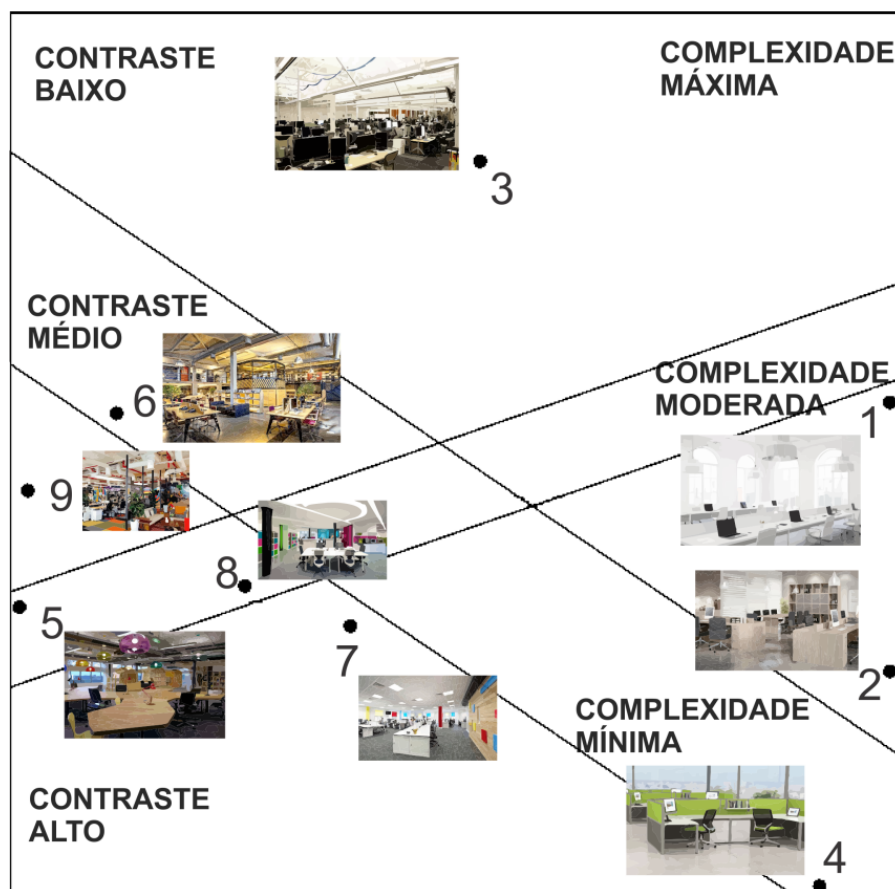 CONTRASTE
BAIXO
COMPLEXIDADE
MÁXIMA
3
CONTRASTE
MÉDIO
6
COMPLEXIDADE
MODERADA
1
9
8
5
7
2
COMPLEXIDADE
MÍNIMA
CONTRASTE
ALTO
4